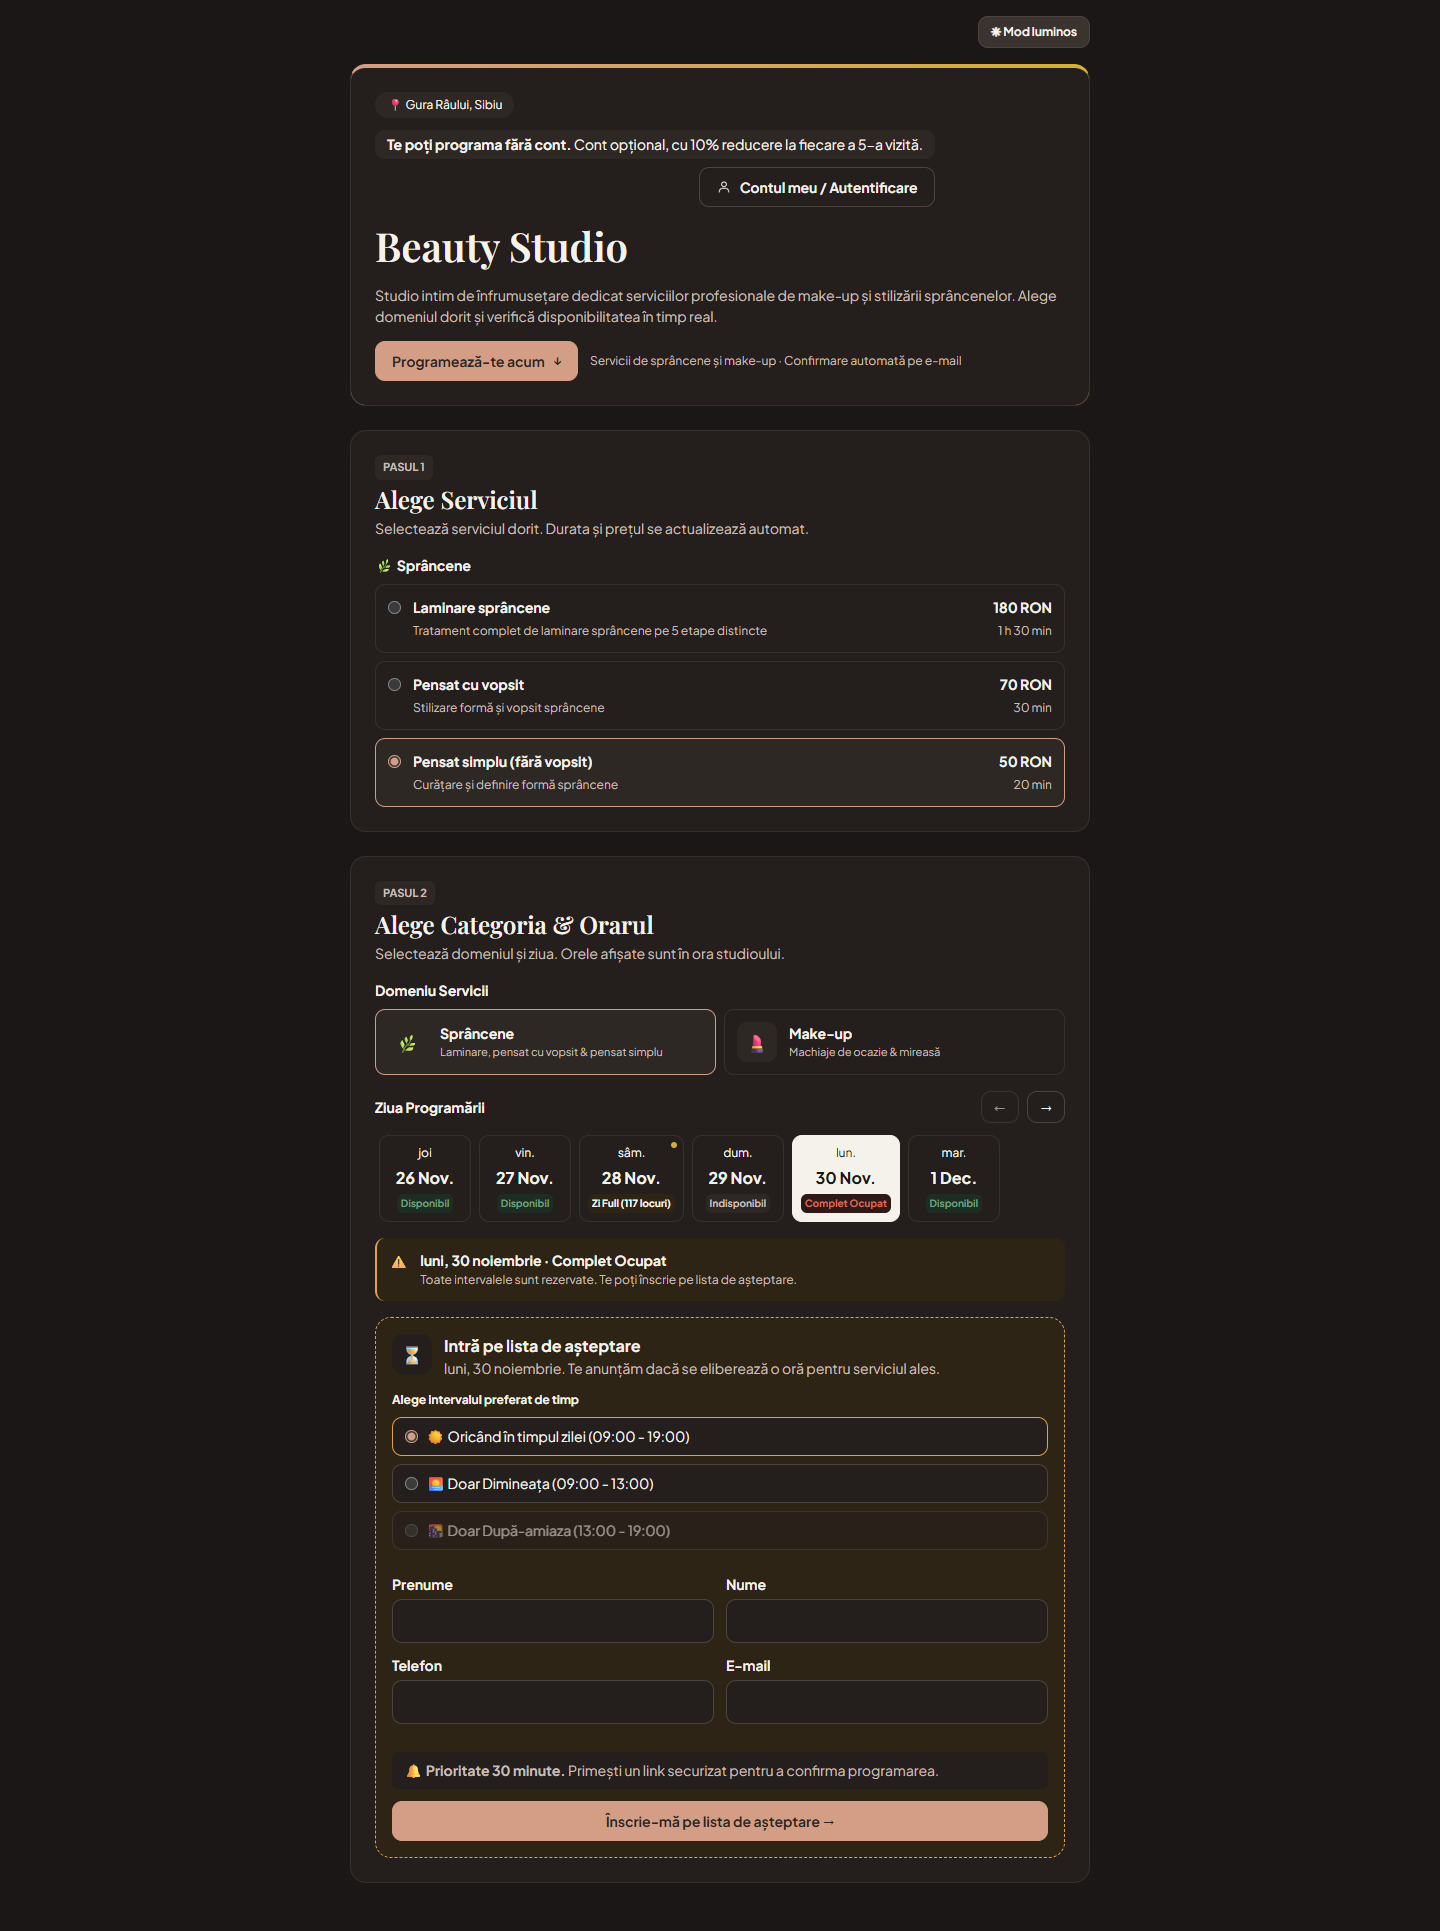 Mod luminos
Gura Râului, Sibiu
Te poți programa fără cont. Cont opțional, cu 10% reducere la fiecare a 5-a vizită.
Contul meu / Autentificare
Beauty Studio
Studio intim de înfrumusețare dedicat serviciilor profesionale de make-up și stilizării sprâncenelor. Alege
domeniul dorit și verifică disponibilitatea în timp real.
Programează-te acum ↓
Servicii de sprâncene și make-up · Confirmare automată pe e-mail
PASUL 1
Alege Serviciul
Selectează serviciul dorit. Durata și prețul se actualizează automat.
Sprâncene
Laminare sprâncene 180 RON
Tratament complet de laminare sprâncene pe 5 etape distincte 1 h 30 min
Pensat cu vopsit 70 RON
Stilizare formă și vopsit sprâncene 30 min
Pensat simplu (fără vopsit) 50 RON
Curățare și definire formă sprâncene 20 min
PASUL 2
Alege Categoria & Orarul
Selectează domeniul și ziua. Orele afișate sunt în ora studioului.
Domeniu Servicii
Sprâncene
Laminare, pensat cu vopsit & pensat simplu
Make-up
Machiaje de ocazie & mireasă
Ziua Programării
← →
joi
26 Nov.
Disponibil
vin.
27 Nov.
Disponibil
sâm.
28 Nov.
Zi Full (117 locuri)
dum.
29 Nov.
Indisponibil
lun.
30 Nov.
Complet Ocupat
mar.
1 Dec.
Disponibil
luni, 30 noiembrie · Complet Ocupat
Toate intervalele sunt rezervate. Te poți înscrie pe lista de așteptare.
Intră pe lista de așteptare
luni, 30 noiembrie. Te anunțăm dacă se eliberează o oră pentru serviciul ales.
Alege intervalul preferat de timp
Oricând în timpul zilei (09:00 - 19:00)
Doar Dimineața (09:00 - 13:00)
Doar După-amiaza (13:00 - 19:00)
Prenume
Nume
Telefon
E-mail
Prioritate 30 minute. Primești un link securizat pentru a confirma programarea.
Înscrie-mă pe lista de așteptare →